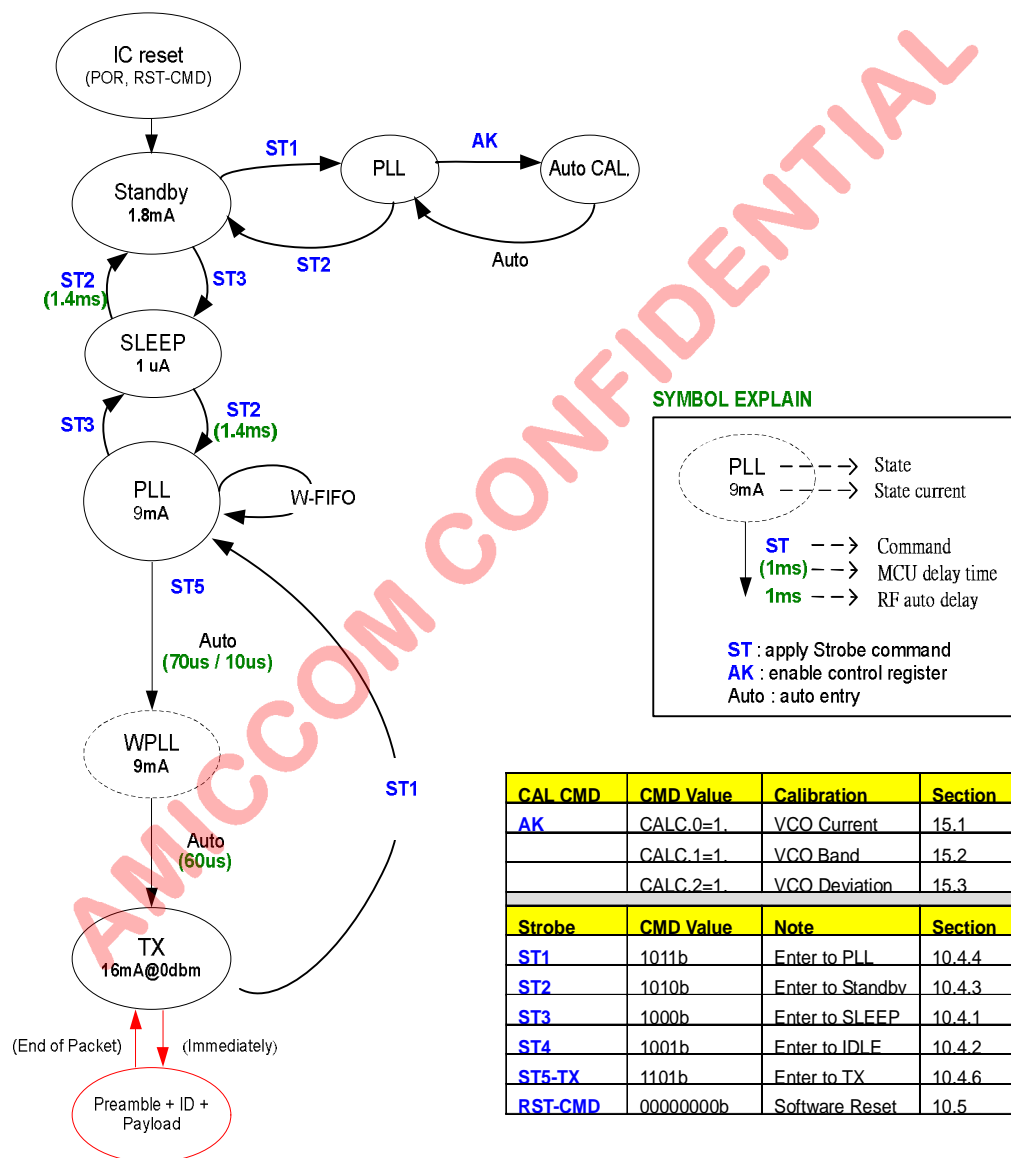 IC reset
(POR, RST-CMD)
ST1
AK
Standby
1.8mA
PLL
Auto CAL.
ST2
Auto
ST2
(1.4ms)
ST3
SLEEP
1 uA
ST3
ST2
(1.4ms)
PLL
9mA
W-FIFO
ST5
Auto
(70us / 10us)
WPLL
9mA
ST1
Auto
(60us)
TX
16mA@0dbm
(End of Packet)
(Immediately)
Preamble + ID +
Payload
SYMBOL EXPLAIN
PLL
State
9mA
State current
ST
Command
(1ms)
MCU delay time
1ms
RF auto delay
ST : apply Strobe command
AK : enable control register
Auto : auto entry
CAL CMD CMD Value Calibration Section
AK CALC.0=1. VCO Current 15.1
CALC.1=1. VCO Band 15.2
CALC.2=1. VCO Deviation 15.3
Strobe CMD Value Note Section
ST1 1011b Enter to PLL 10.4.4
ST2 1010b Enter to Standby 10.4.3
ST3 1000b Enter to SLEEP 10.4.1
ST4 1001b Enter to IDLE 10.4.2
ST5-TX 1101b Enter to TX 10.4.6
RST-CMD 00000000b Software Reset 10.5
AMICCOM CONFIDENTIAL